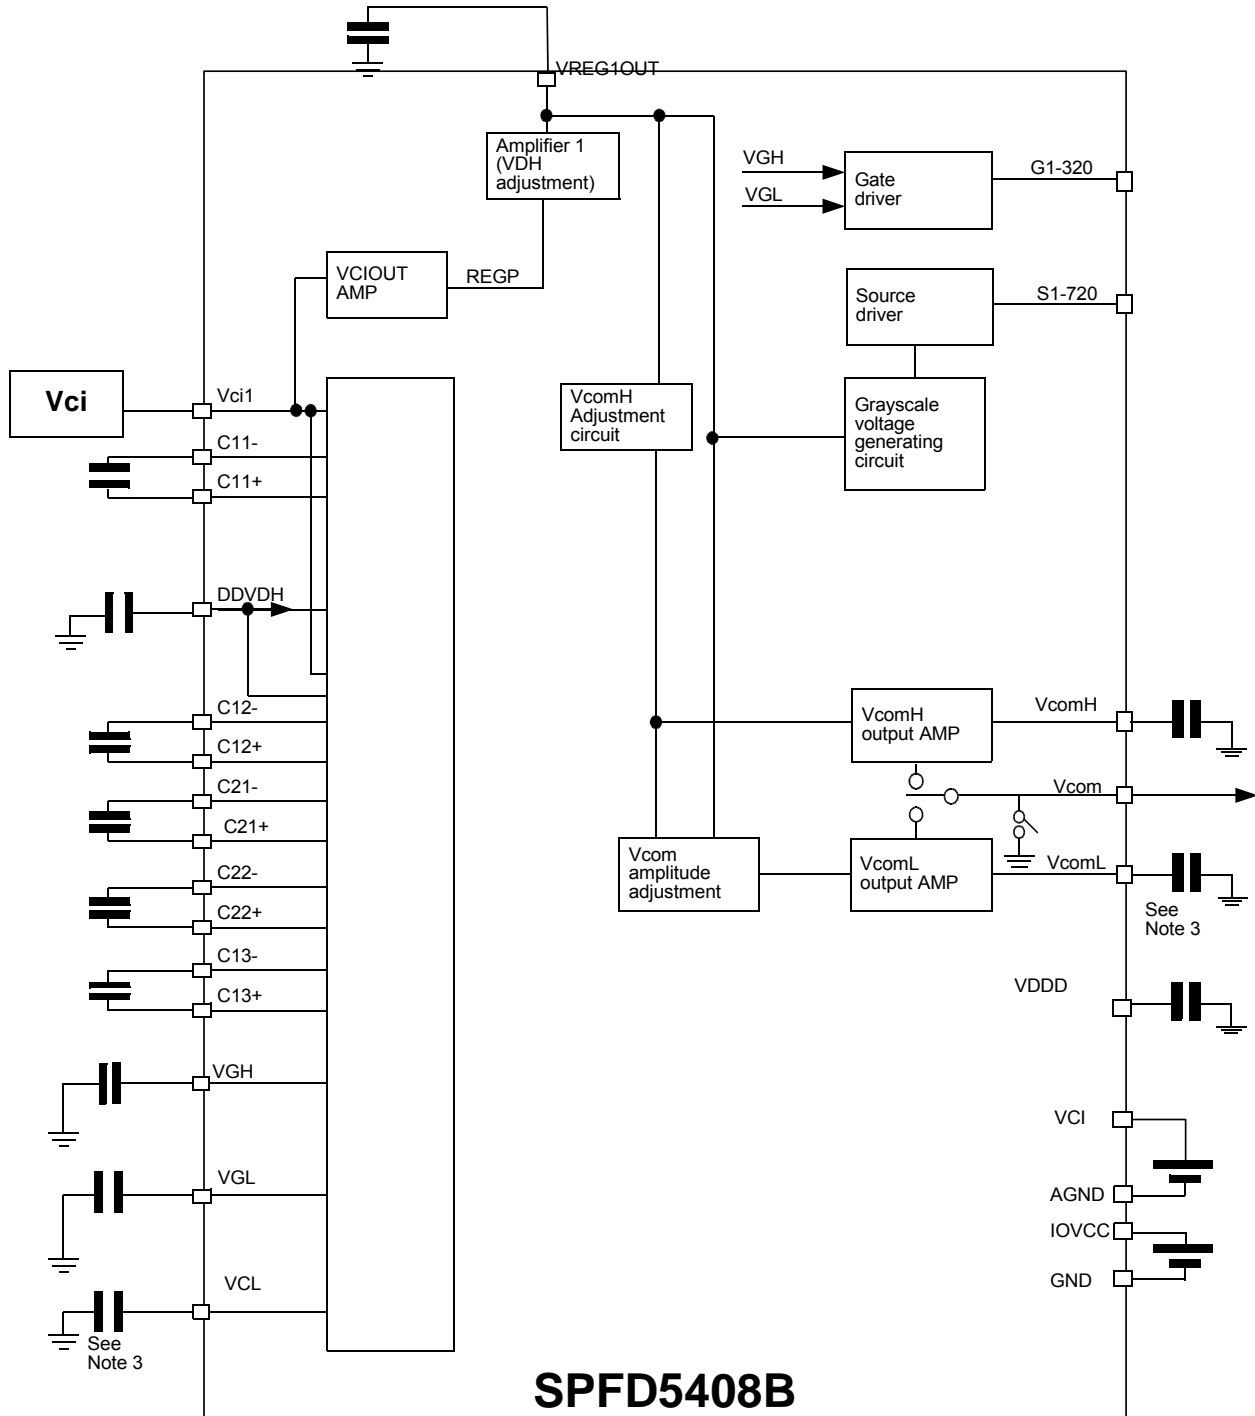 VREG1OUT
Amplifier 1
(VDH
adjustment)
VGH
VGL
Gate
driver
G1-320
VCIOUT
AMP
REGP
Source
driver
S1-720
Vci
Vci1
C11-
C11+
VcomH
Adjustment
circuit
Grayscale
voltage
generating
circuit
DDVDH
C12-
C12+
C21-
C21+
C22-
C22+
C13-
C13+
VcomH
output AMP
VcomH
Vcom
Vcom
amplitude
adjustment
VcomL
output AMP
VcomL
See
Note 3
VDDD
VGH
VCI
VGL
AGND
IOVCC
VCL
GND
See
Note 3
SPFD5408B